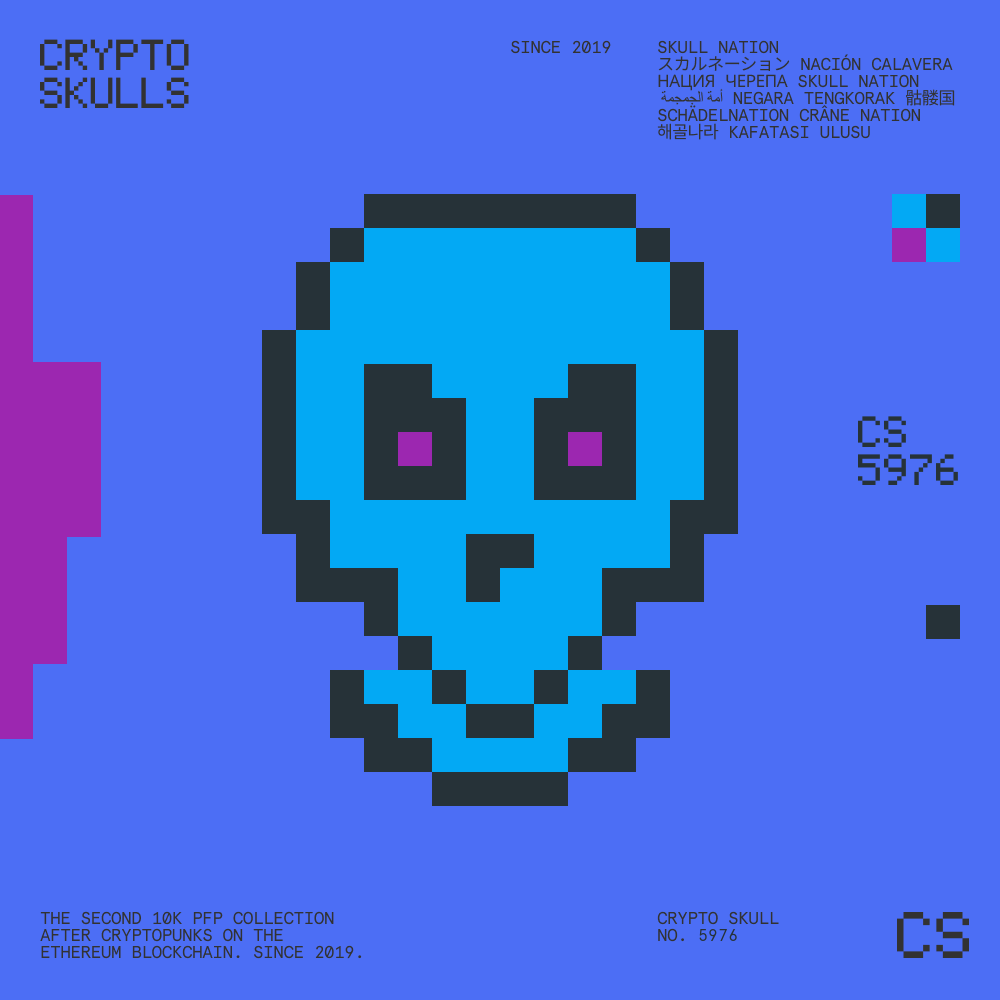 CRYPTO
SKULLS
SINCE 2019
SKULL NATION
スカルネーション NACIÓN CALAVERA
НАЦИЯ ЧЕРЕПА SKULL NATION
أمة الجمجمة NEGARA TENGKORAK 骷髅国
SCHÄDELNATION CRÂNE NATION
해골나라 KAFATASI ULUSU
CS
5976
THE SECOND 10K PFP COLLECTION
AFTER CRYPTOPUNKS ON THE
ETHEREUM BLOCKCHAIN. SINCE 2019.
CRYPTO SKULL
NO. 5976
CS